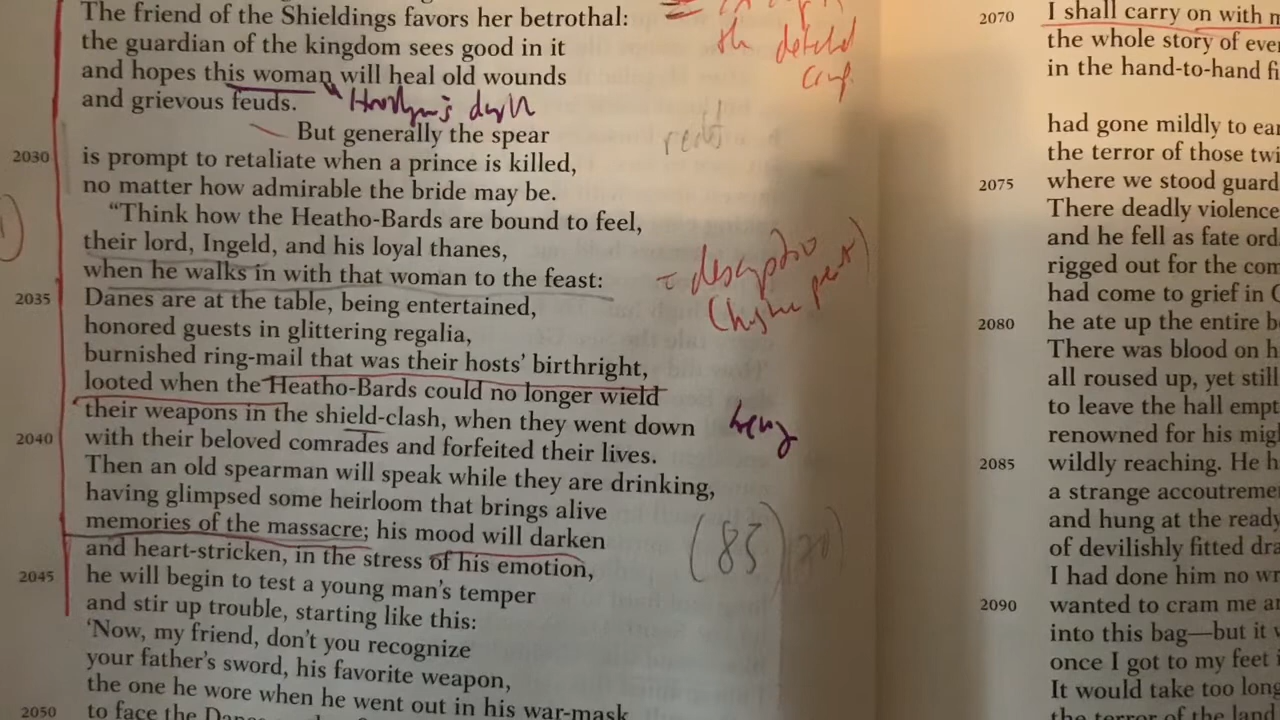 The friend of the Shieldings favors her betrothal:
the guardian of the kingdom sees good in it
and hopes this woman will heal old wounds
and grievous feuds.
But generally the spear
2030 is prompt to retaliate when a prince is killed,
no matter how admirable the bride may be.
“Think how the Heatho-Bards are bound to feel,
their lord, Ingeld, and his loyal thanes,
when he walks in with that woman to the feast:
2035 Danes are at the table, being entertained,
honored guests in glittering regalia,
burnished ring-mail that was their hosts’ birthright,
looted when the Heatho-Bards could no longer wield
their weapons in the shield-clash, when they went down
2040 with their beloved comrades and forfeited their lives.
Then an old spearman will speak while they are drinking,
having glimpsed some heirloom that brings alive
memories of the massacre; his mood will darken
and heart-stricken, in the stress of his emotion,
2045 he will begin to test a young man’s temper
and stir up trouble, starting like this:
‘Now, my friend, don’t you recognize
your father’s sword, his favorite weapon,
the one he wore when he went out in his war-mask
2050 to face the Danes
the
(85)
2070 I shall carry on with
the whole story of
in the hand-to-hand
had gone mildly to
the terror of those
2075 where we stood guard
There deadly violence
and he fell as fate
rigged out for the
had come to grief in
2080 he ate up the entire
There was blood on
all roused up, yet still
to leave the hall
renowned for his
2085 wildly reaching. He
a strange
and hung at the ready
of devilishly fitted
I had done him no
2090 wanted to cram me
into this bag—but it
once I got to my feet
It would take too long
the terror of the land